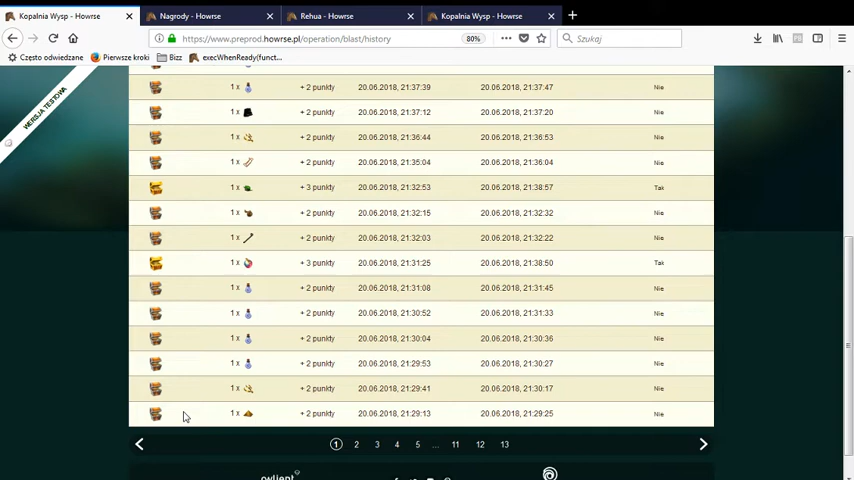 Kopalnia Wysp - Howrse
Nagrody - Howrse
Rehua - Howrse
Kopalnia Wysp - Howrse
https://www.preprod.howrse.pl/operation/blast/history
80%
Szukaj
Często odwiedzane
Pierwsze kroki
Bizz
execWhenReady(funct...
WERSJA TESTOWA
1 x + 2 punkty 20.06.2018, 21:37:39 20.06.2018, 21:37:47 Nie
1 x + 2 punkty 20.06.2018, 21:37:12 20.06.2018, 21:37:20 Nie
1 x + 2 punkty 20.06.2018, 21:36:44 20.06.2018, 21:36:53 Nie
1 x + 2 punkty 20.06.2018, 21:35:04 20.06.2018, 21:36:04 Nie
1 x + 3 punkty 20.06.2018, 21:32:53 20.06.2018, 21:38:57 Tak
1 x + 2 punkty 20.06.2018, 21:32:15 20.06.2018, 21:32:32 Nie
1 x + 2 punkty 20.06.2018, 21:32:03 20.06.2018, 21:32:22 Nie
1 x + 3 punkty 20.06.2018, 21:31:25 20.06.2018, 21:38:50 Tak
1 x + 2 punkty 20.06.2018, 21:31:08 20.06.2018, 21:31:45 Nie
1 x + 2 punkty 20.06.2018, 21:30:52 20.06.2018, 21:31:33 Nie
1 x + 2 punkty 20.06.2018, 21:30:04 20.06.2018, 21:30:36 Nie
1 x + 2 punkty 20.06.2018, 21:29:53 20.06.2018, 21:30:27 Nie
1 x + 2 punkty 20.06.2018, 21:29:41 20.06.2018, 21:30:17 Nie
1 x + 2 punkty 20.06.2018, 21:29:13 20.06.2018, 21:29:25 Nie
1 2 3 4 5 ... 11 12 13
owlient